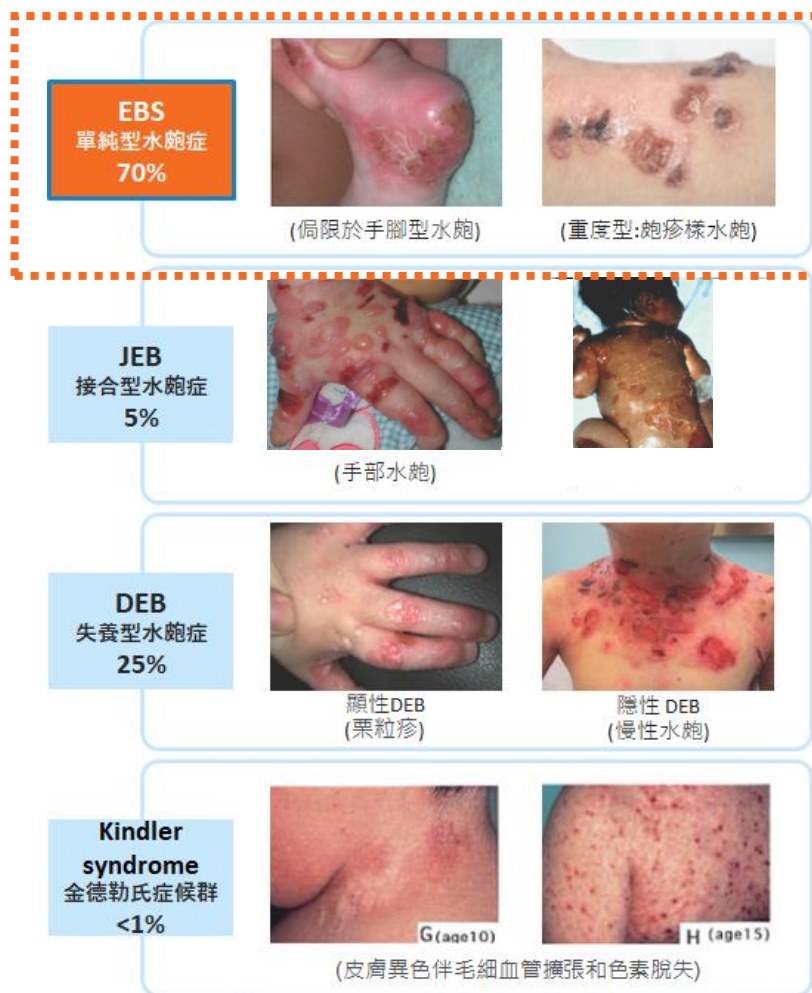 EBS
單純型水皰症
70%
(侷限於手腳型水皰)
(重度型:皰疹樣水皰)
JEB
接合型水皰症
5%
(手部水皰)
DEB
失養型水皰症
25%
顯性DEB
(栗粒疹)
隱性 DEB
(慢性水皰)
Kindler
syndrome
金德勒氏症候群
<1%
G(age10)
H (age15)
(皮膚異色伴毛細血管擴張和色素脫失)